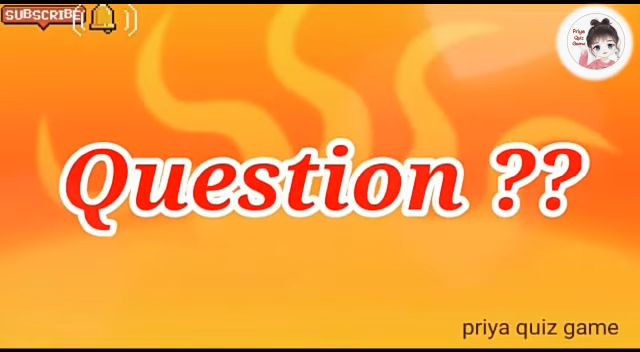 SUBSCRIBE
Priya
Quiz
Game
Question ??
priya quiz game